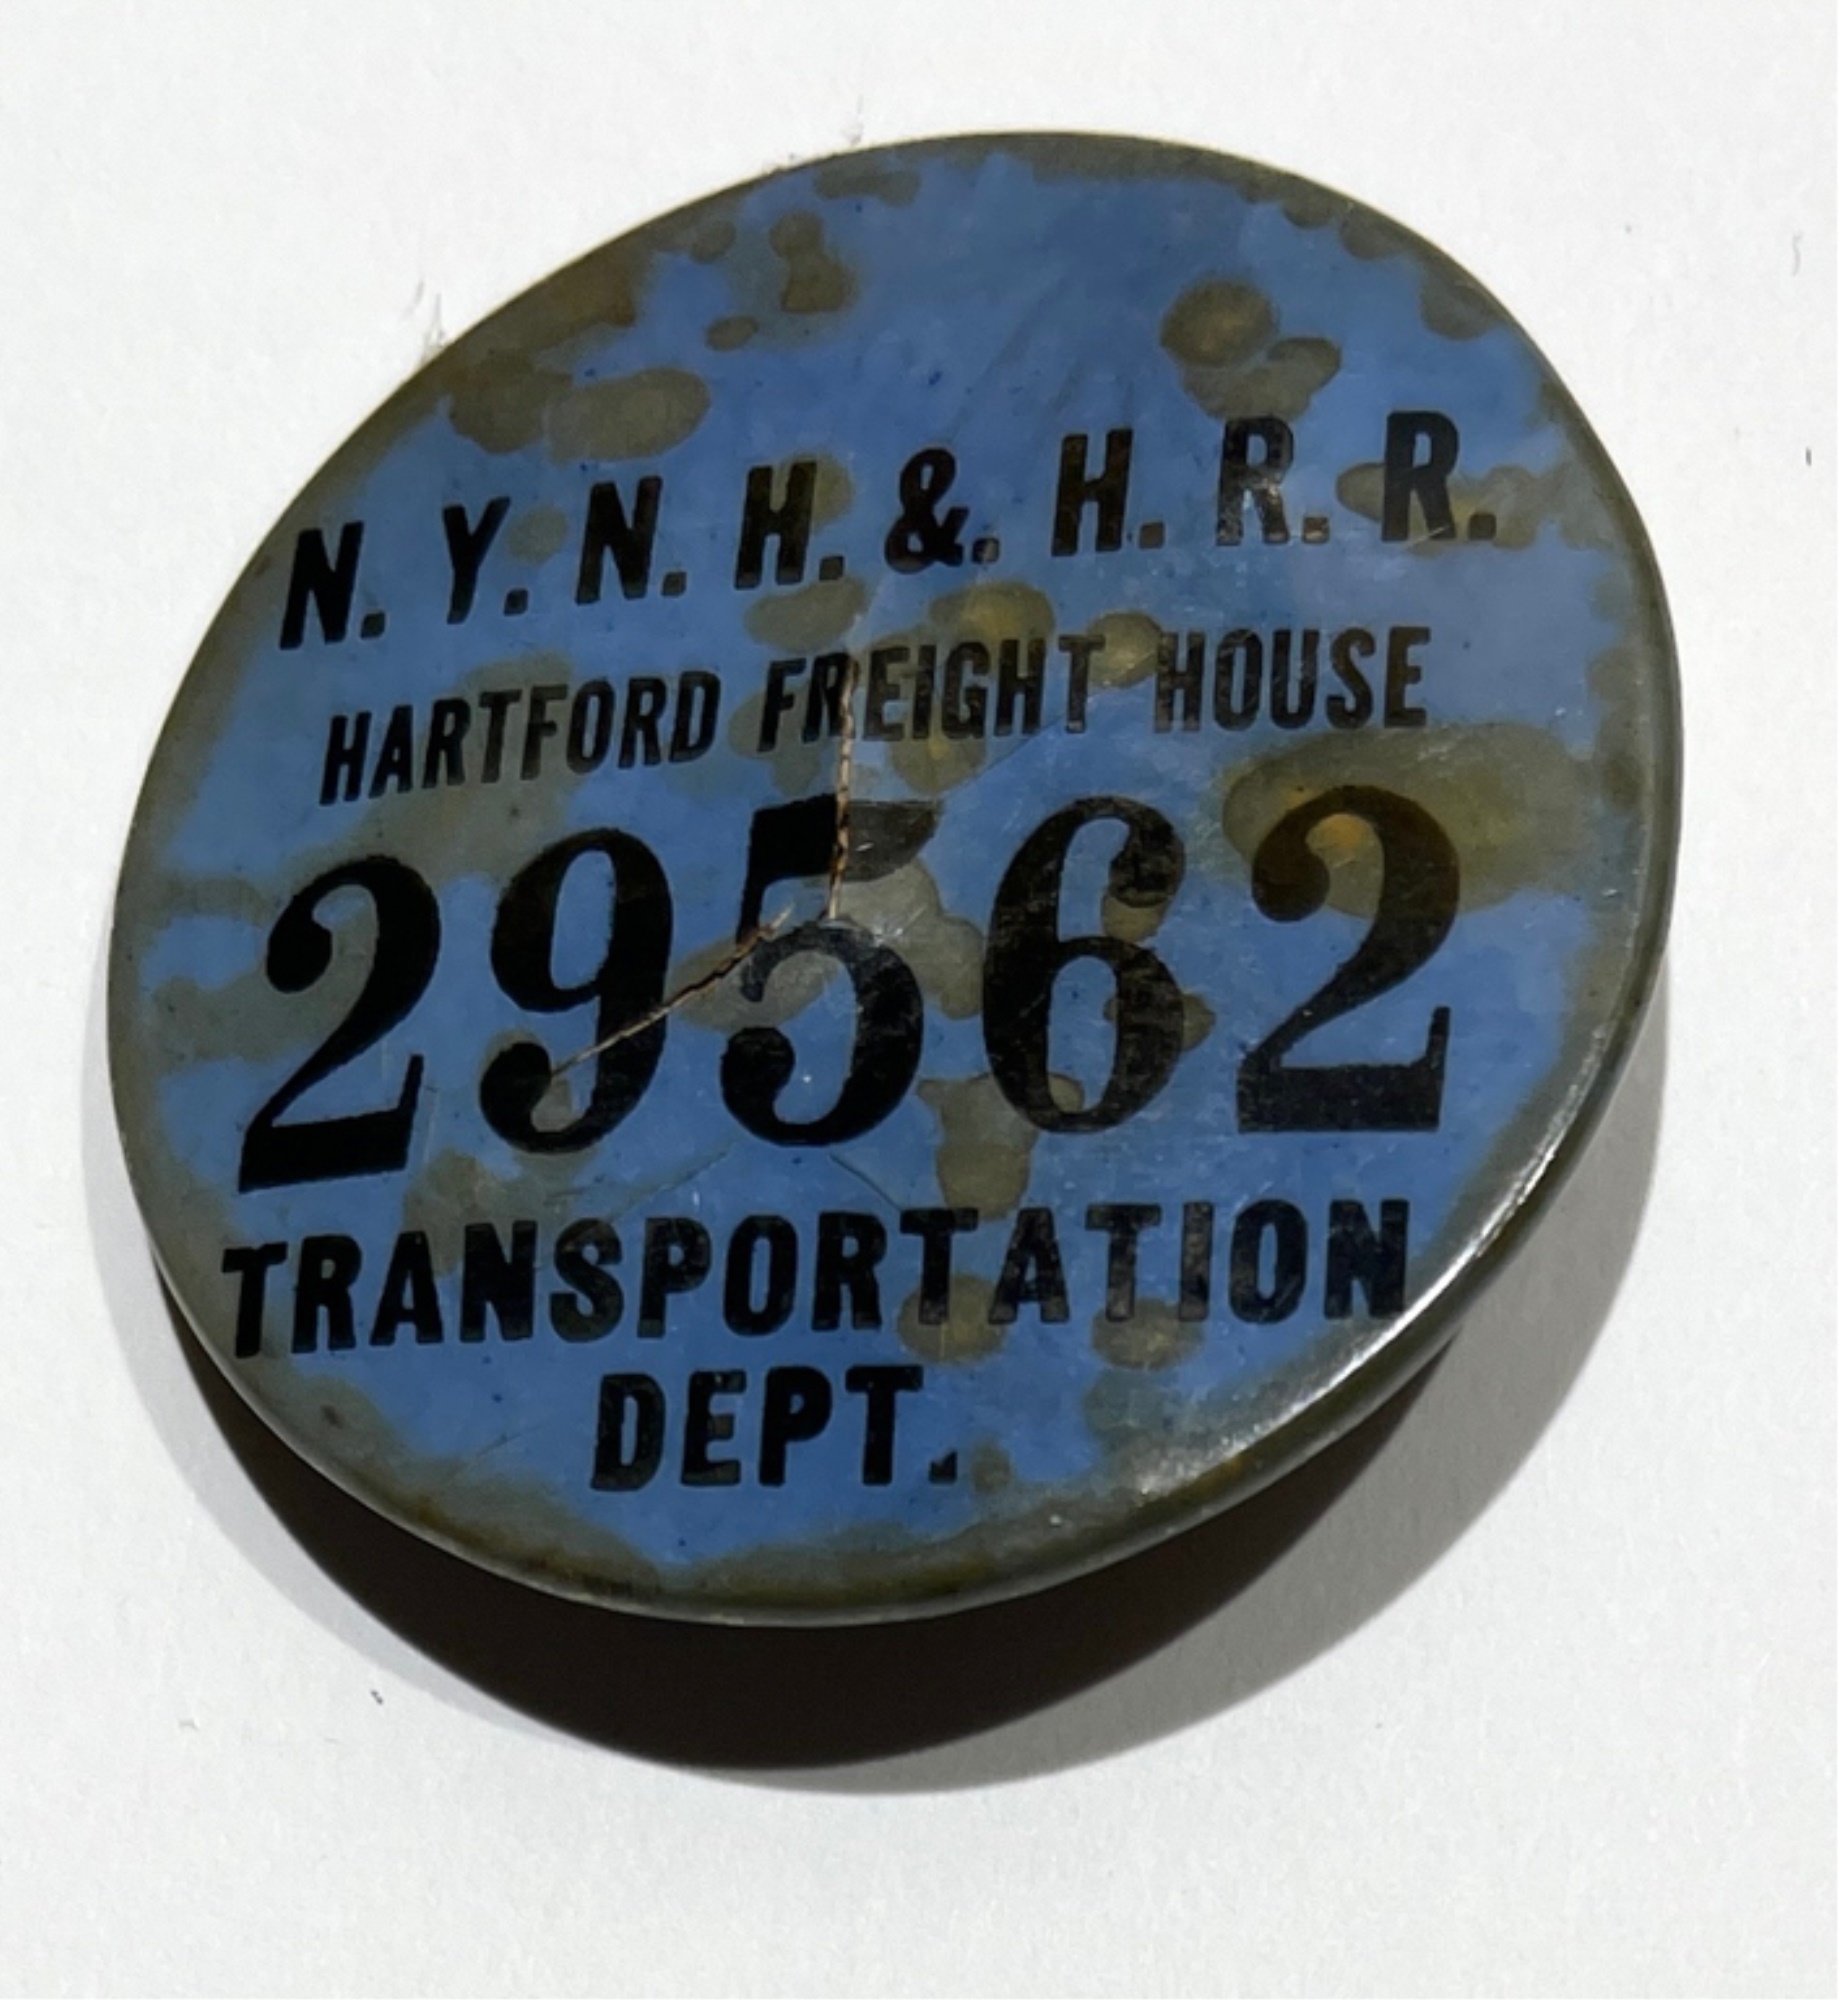 N. Y. N. H. &. H. R. R.
HARTFORD FREIGHT HOUSE
29562
TRANSPORTATION
DEPT.